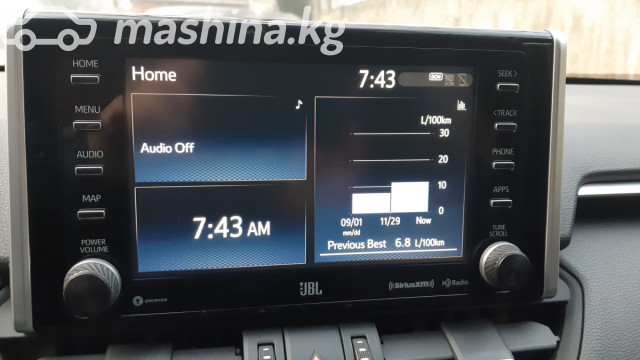 mashina.kg
HOME
MENU
AUDIO
MAP
POWER
VOLUME
Home
7:43
DCM
Audio Off
7:43 AM
L/100km
30
20
10
0
09/01 11/29 Now
mm/dd
Previous Best 6.8 L/100km
SEEK>
<TRACK
PHONE
APPS
TUNE
SCROLL
JBL
((SiriusXM))
HD Radio